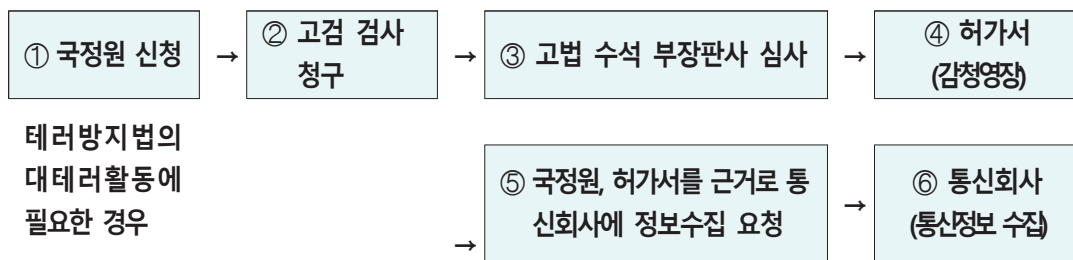 ① 국정원 신청
→
② 고검 검사
청구
→
③ 고법 수석 부장판사 심사
→
④ 허가서
(감청영장)
테러방지법의
대테러활동에
필요한 경우
→
⑤ 국정원, 허가서를 근거로 통
신회사에 정보수집 요청
→
⑥ 통신회사
(통신정보 수집)